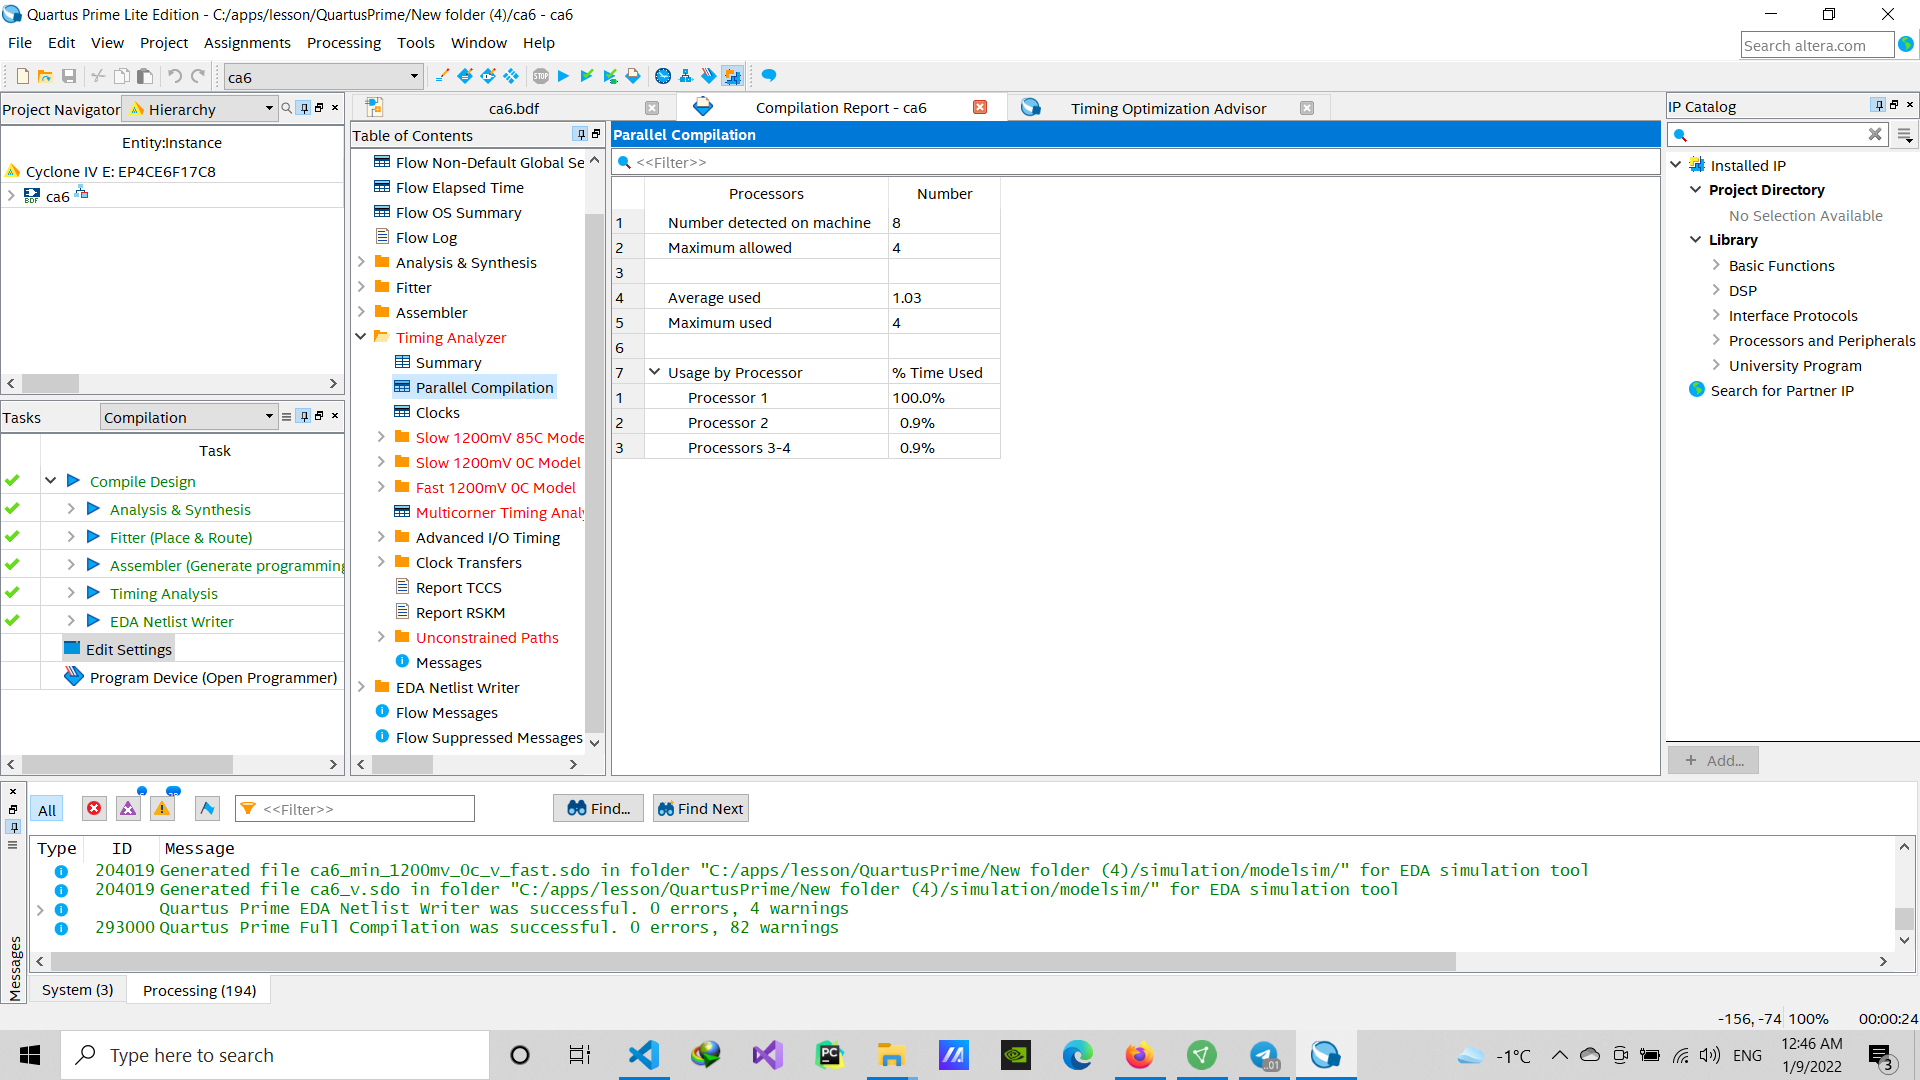 Quartus Prime Lite Edition - C:/apps/lesson/QuartusPrime/New folder (4)/ca6 - ca6
File Edit View Project Assignments Processing Tools Window Help
Search altera.com
ca6
Project Navigator Hierarchy
Entity:Instance
Cyclone IV E: EP4CE6F17C8
ca6
Tasks Compilation
Task
Compile Design
Analysis & Synthesis
Fitter (Place & Route)
Assembler (Generate programming
Timing Analysis
EDA Netlist Writer
Edit Settings
Program Device (Open Programmer)
ca6.bdf
Compilation Report - ca6
Timing Optimization Advisor
Table of Contents
Flow Non-Default Global Se
Flow Elapsed Time
Flow OS Summary
Flow Log
Analysis & Synthesis
Fitter
Assembler
Timing Analyzer
Summary
Parallel Compilation
Clocks
Slow 1200mV 85C Mode
Slow 1200mV 0C Model
Fast 1200mV 0C Model
Multicorner Timing Analy
Advanced I/O Timing
Clock Transfers
Report TCCS
Report RSKM
Unconstrained Paths
Messages
EDA Netlist Writer
Flow Messages
Flow Suppressed Messages
Parallel Compilation
<<Filter>>
Processors Number
1 Number detected on machine 8
2 Maximum allowed 4
3
4 Average used 1.03
5 Maximum used 4
6
7 Usage by Processor % Time Used
1 Processor 1 100.0%
2 Processor 2 0.9%
3 Processors 3-4 0.9%
IP Catalog
Installed IP
Project Directory
No Selection Available
Library
Basic Functions
DSP
Interface Protocols
Processors and Peripherals
University Program
Search for Partner IP
+ Add...
All <<Filter>> Find... Find Next
Type ID Message
204019 Generated file ca6_min_1200mv_0c_v_fast.sdo in folder "C:/apps/lesson/QuartusPrime/New folder (4)/simulation/modelsim/" for EDA simulation tool
204019 Generated file ca6_v.sdo in folder "C:/apps/lesson/QuartusPrime/New folder (4)/simulation/modelsim/" for EDA simulation tool
Quartus Prime EDA Netlist Writer was successful. 0 errors, 4 warnings
293000 Quartus Prime Full Compilation was successful. 0 errors, 82 warnings
Messages
System (3) Processing (194)
-156, -74 100% 00:00:24
Type here to search
-1°C
ENG
12:46 AM
1/9/2022
3